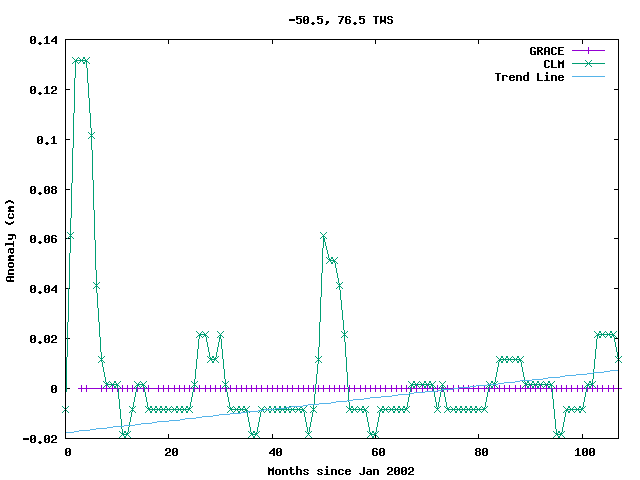 -50.5, 76.5 TWS
0.14
0.12
0.1
0.08
0.06
0.04
0.02
0
-0.02
Anomaly (cm)
GRACE
CLM
Trend Line
0 20 40 60 80 100
Months since Jan 2002